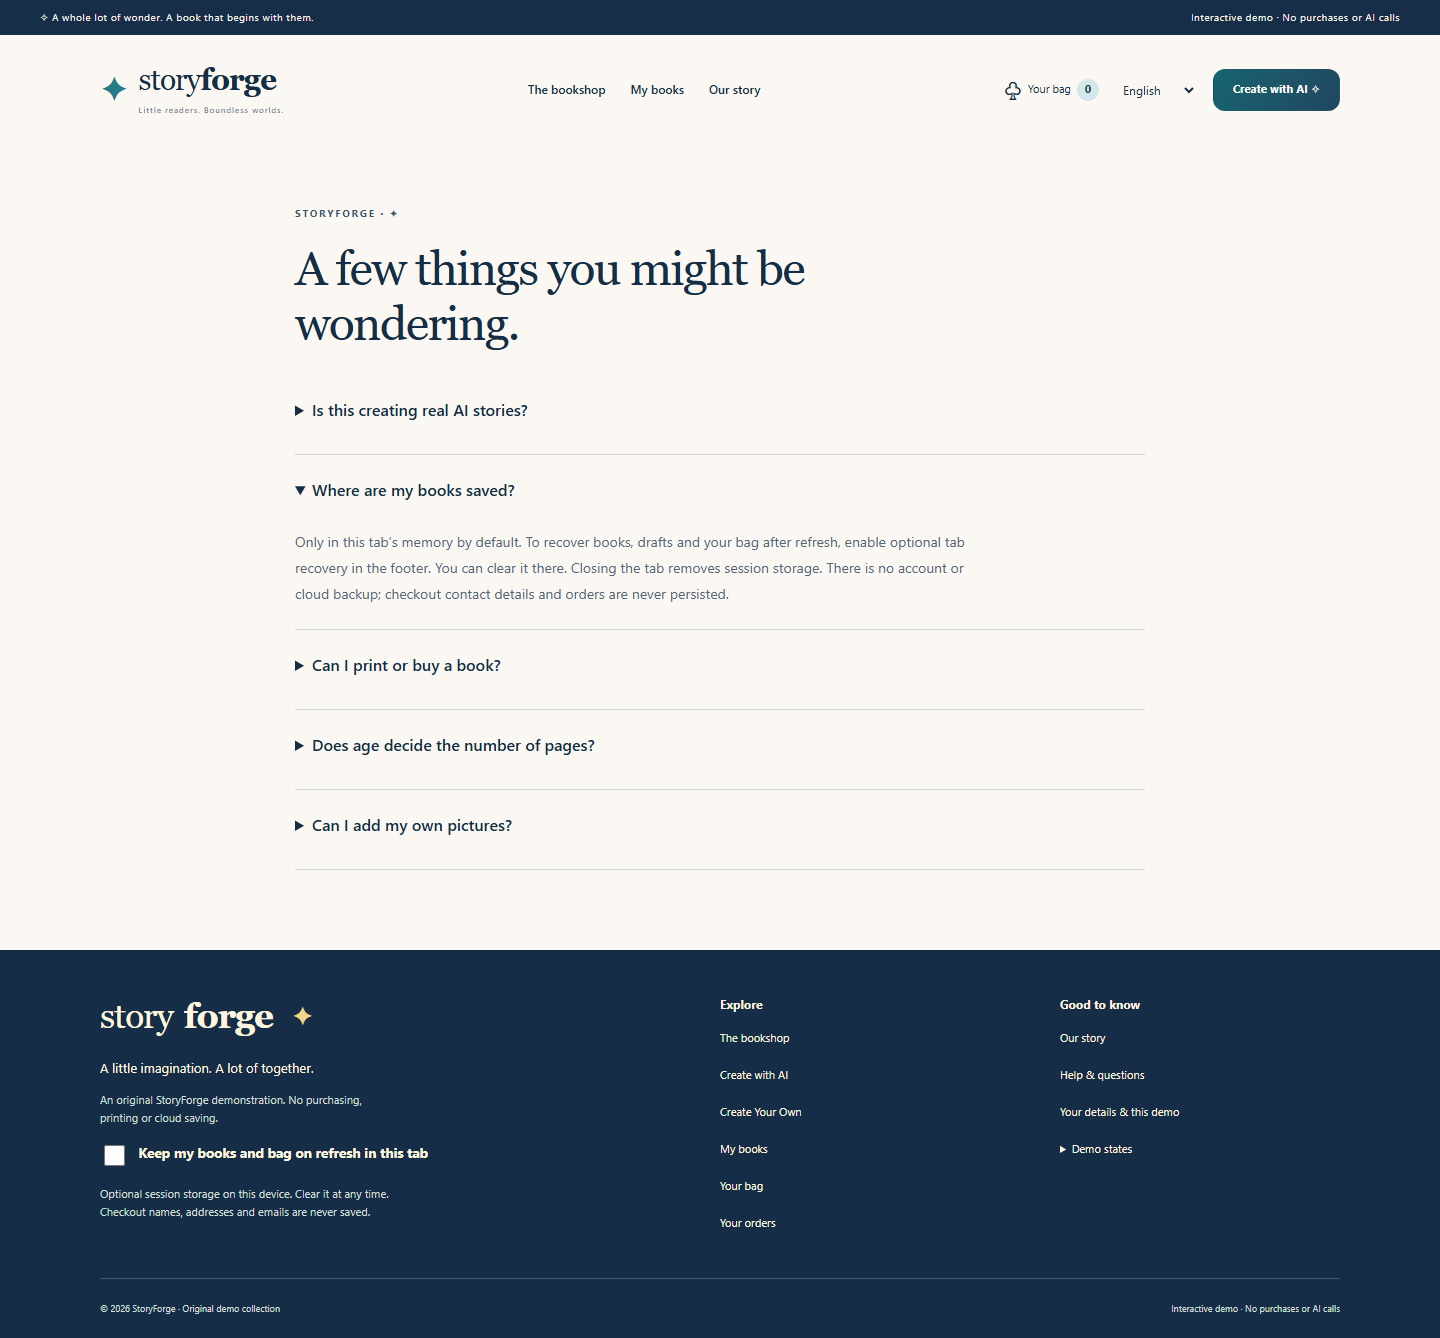 ✧ A whole lot of wonder. A book that begins with them.
Interactive demo · No purchases or AI calls
storyforge
Little readers. Boundless worlds.
The bookshop
My books
Our story
Your bag 0
English
Create with AI ✧
STORYFORGE · ✦
A few things you might be
wondering.
Is this creating real AI stories?
Where are my books saved?
Only in this tab’s memory by default. To recover books, drafts and your bag after refresh, enable optional tab
recovery in the footer. You can clear it there. Closing the tab removes session storage. There is no account or
cloud backup; checkout contact details and orders are never persisted.
Can I print or buy a book?
Does age decide the number of pages?
Can I add my own pictures?
story forge ✦
A little imagination. A lot of together.
An original StoryForge demonstration. No purchasing,
printing or cloud saving.
Keep my books and bag on refresh in this tab
Optional session storage on this device. Clear it at any time.
Checkout names, addresses and emails are never saved.
Explore
The bookshop
Create with AI
Create Your Own
My books
Your bag
Your orders
Good to know
Our story
Help & questions
Your details & this demo
Demo states
© 2026 StoryForge · Original demo collection
Interactive demo · No purchases or AI calls